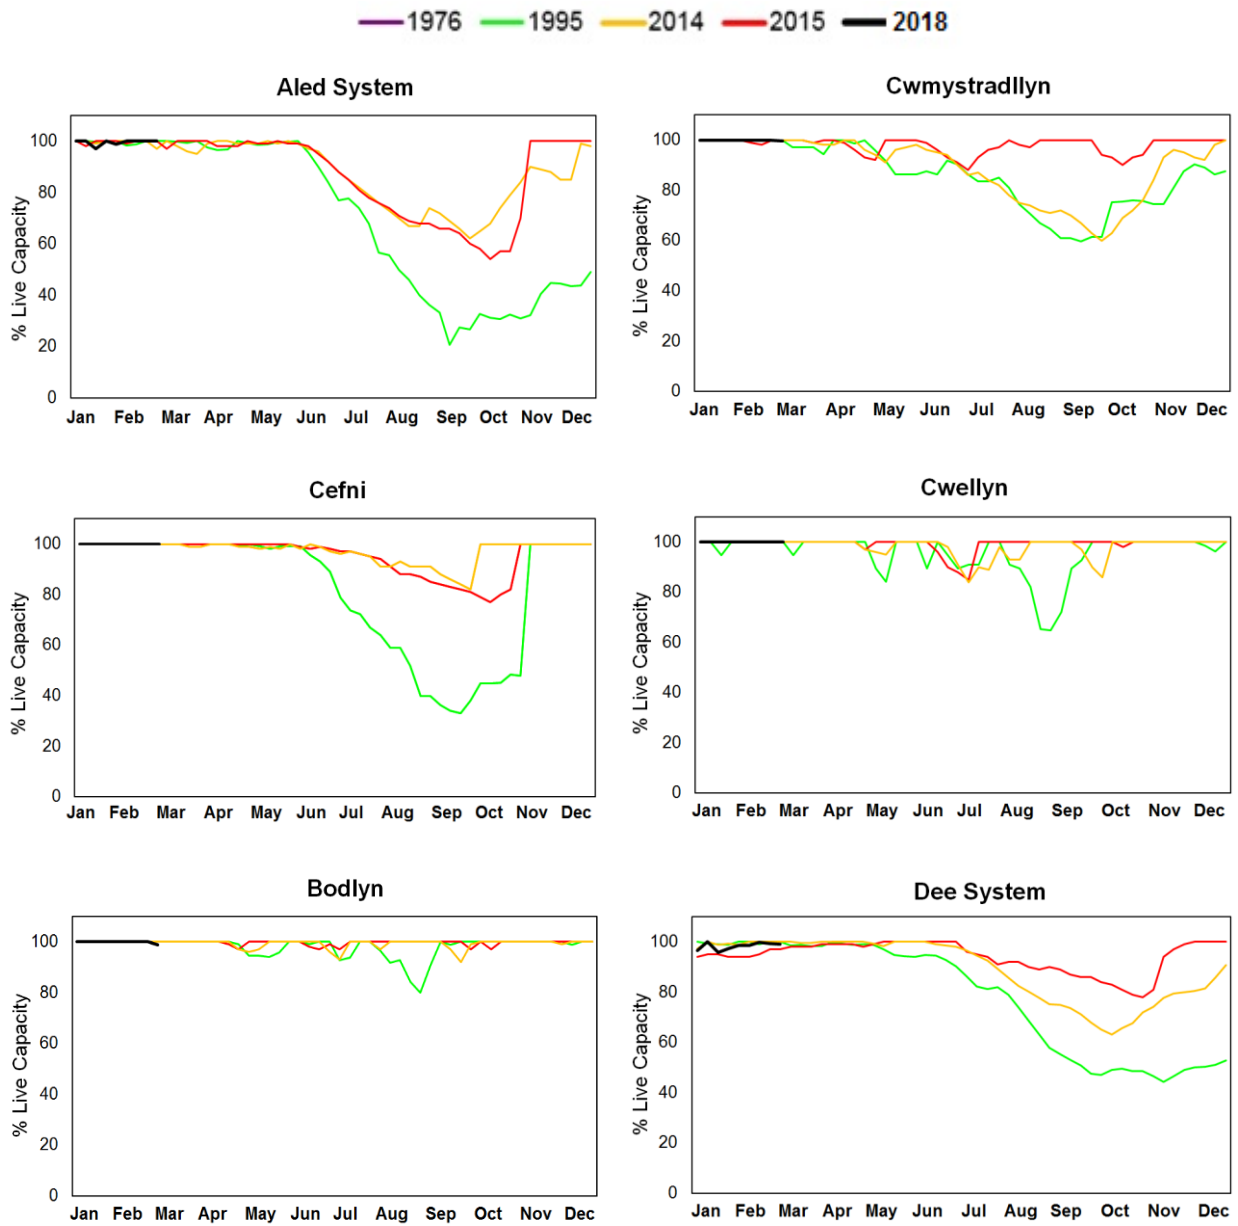 1976 1995 2014 2015 2018
Aled System
% Live Capacity
100
80
60
40
20
0
Jan Feb Mar Apr May Jun Jul Aug Sep Oct Nov Dec
Cwmystradllyn
% Live Capacity
100
80
60
40
20
0
Jan Feb Mar Apr May Jun Jul Aug Sep Oct Nov Dec
Cefni
% Live Capacity
100
80
60
40
20
0
Jan Feb Mar Apr May Jun Jul Aug Sep Oct Nov Dec
Cwellyn
% Live Capacity
100
80
60
40
20
0
Jan Feb Mar Apr May Jun Jul Aug Sep Oct Nov Dec
Bodlyn
% Live Capacity
100
80
60
40
20
0
Jan Feb Mar Apr May Jun Jul Aug Sep Oct Nov Dec
Dee System
% Live Capacity
100
80
60
40
20
0
Jan Feb Mar Apr May Jun Jul Aug Sep Oct Nov Dec